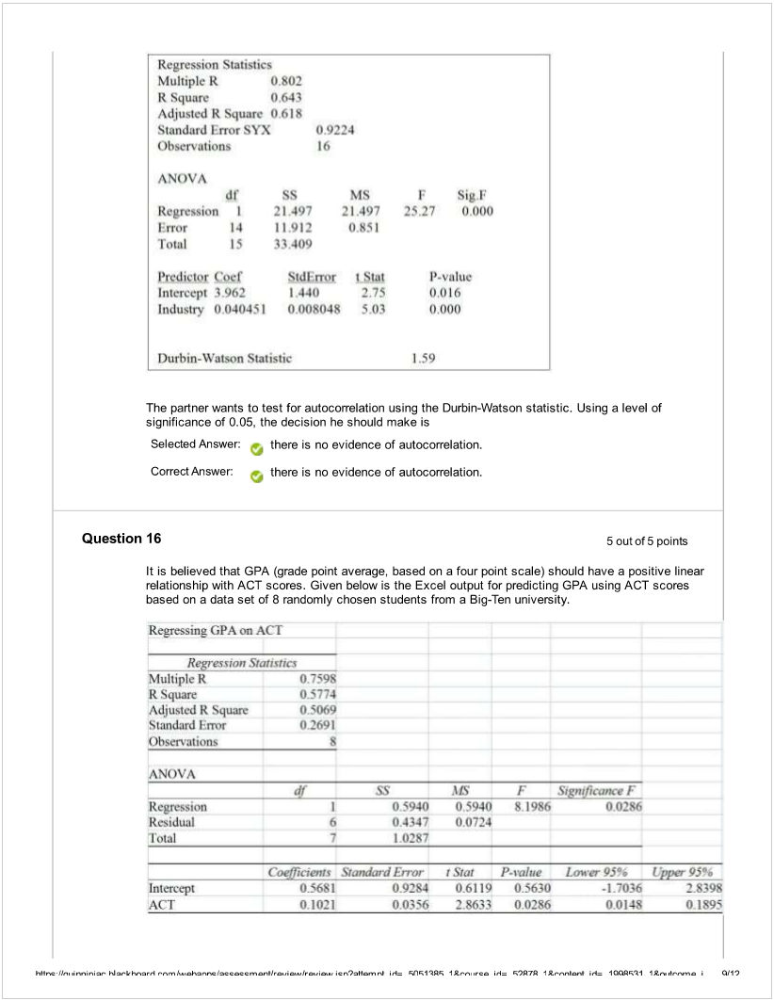 Regression Statistics
Multiple R 0.802
R Square 0.643
Adjusted R Square 0.618
Standard Error SYX 0.9224
Observations 16
ANOVA
df SS MS F Sig.F
Regression 1 21.497 21.497 25.27 0.000
Error 14 11.912 0.851
Total 15 33.409
Predictor Coef StdError t Stat P-value
Intercept 3.962 1.440 2.75 0.016
Industry 0.040451 0.008048 5.03 0.000
Durbin-Watson Statistic 1.59
The partner wants to test for autocorrelation using the Durbin-Watson statistic. Using a level of
significance of 0.05, the decision he should make is
Selected Answer: there is no evidence of autocorrelation.
Correct Answer: there is no evidence of autocorrelation.
Question 16 5 out of 5 points
It is believed that GPA (grade point average, based on a four point scale) should have a positive linear
relationship with ACT scores. Given below is the Excel output for predicting GPA using ACT scores
based on a data set of 8 randomly chosen students from a Big-Ten university.
Regressing GPA on ACT
Regression Statistics
Multiple R 0.7598
R Square 0.5774
Adjusted R Square 0.5069
Standard Error 0.2691
Observations 8
ANOVA
df SS MS F Significance F
Regression 1 0.5940 0.5940 8.1986 0.0286
Residual 6 0.4347 0.0724
Total 7 1.0287
Coefficients Standard Error t Stat P-value Lower 95% Upper 95%
Intercept 0.5681 0.9284 0.6119 0.5630 -1.7036 2.8398
ACT 0.1021 0.0356 2.8633 0.0286 0.0148 0.1895
https://quinnipiac.blackboard.com/webapps/assessment/review/review.jsp?attempt_id=_5051385_1&course_id=_52878_1&content_id=_1998531_1&outcome_i... 9/12